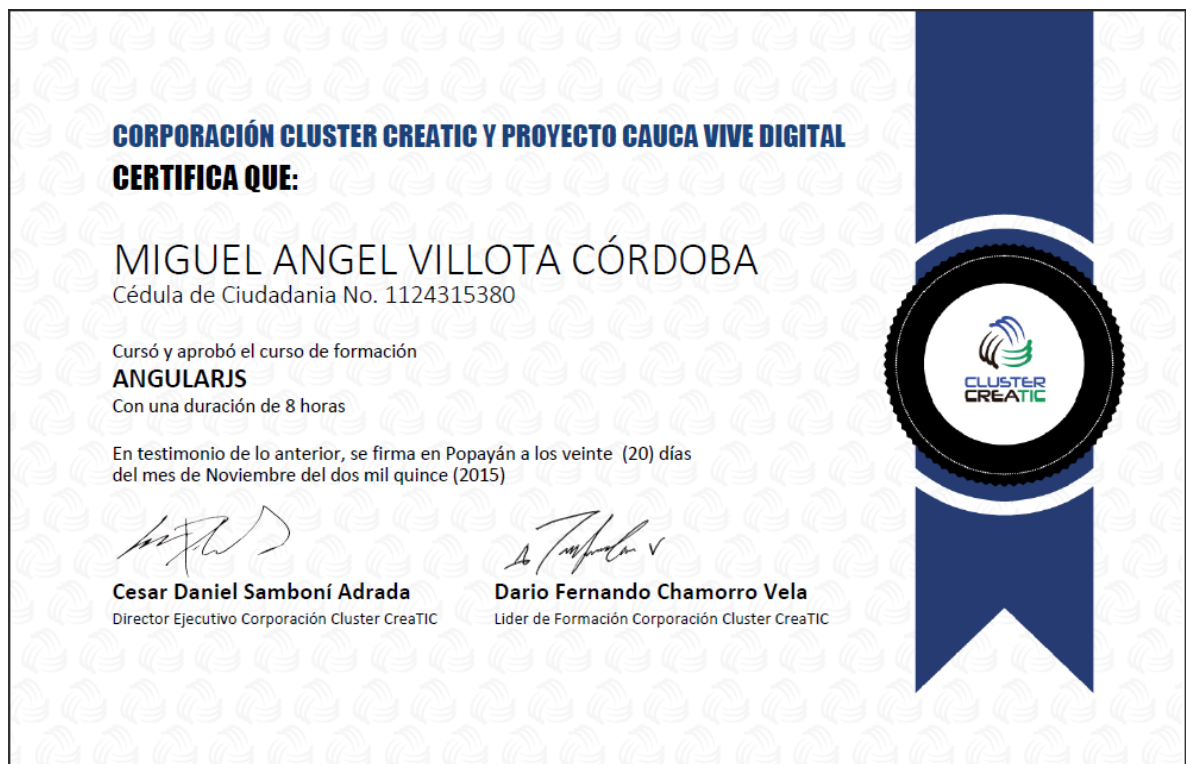 CORPORACIÓN CLUSTER CREATIC Y PROYECTO CAUCA VIVE DIGITAL
CERTIFICA QUE:
MIGUEL ANGEL VILLOTA CÓRDOBA
Cédula de Ciudadania No. 1124315380
Cursó y aprobó el curso de formación
ANGULARJS
Con una duración de 8 horas
En testimonio de lo anterior, se firma en Popayán a los veinte (20) días
del mes de Noviembre del dos mil quince (2015)
Cesar Daniel Samboní Adrada
Director Ejecutivo Corporación Cluster CreaTIC
Dario Fernando Chamorro Vela
Lider de Formación Corporación Cluster CreaTIC
CLUSTER
CREATIC